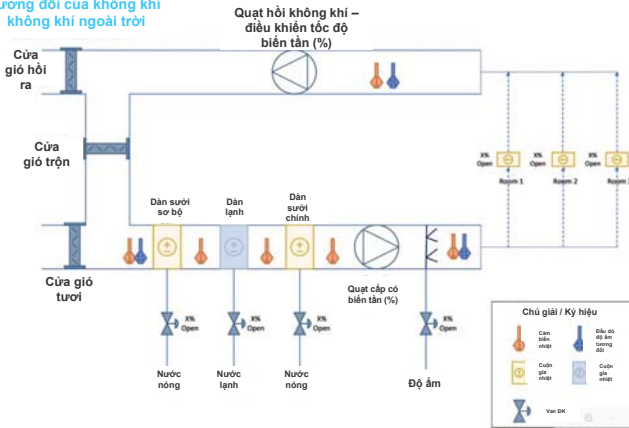 ương đối của không khí
không khí ngoài trời
Quạt hồi không khí –
điều khiển tốc độ
biến tần (%)
Cửa
gió hồi
ra
Cửa
gió trộn
X%
Open
X%
Open
X%
Open
Room 1
Room 2
Room
Dàn sưởi
sơ bộ
Dàn
lạnh
Dàn
sưởi
chính
Cửa gió
tươi
Quạt cấp có
biến tần (%)
X%
Open
X%
Open
X%
Open
X%
Open
Nước
nóng
Nước
lạnh
Nước
nóng
Độ ẩm
Chú giải / Ký hiệu
Cảm
biến
nhiệt
Đầu dò
độ ẩm
tương
đối
Cuộn
gia
nhiệt
Cuộn
gia
nhiệt
Van ĐK